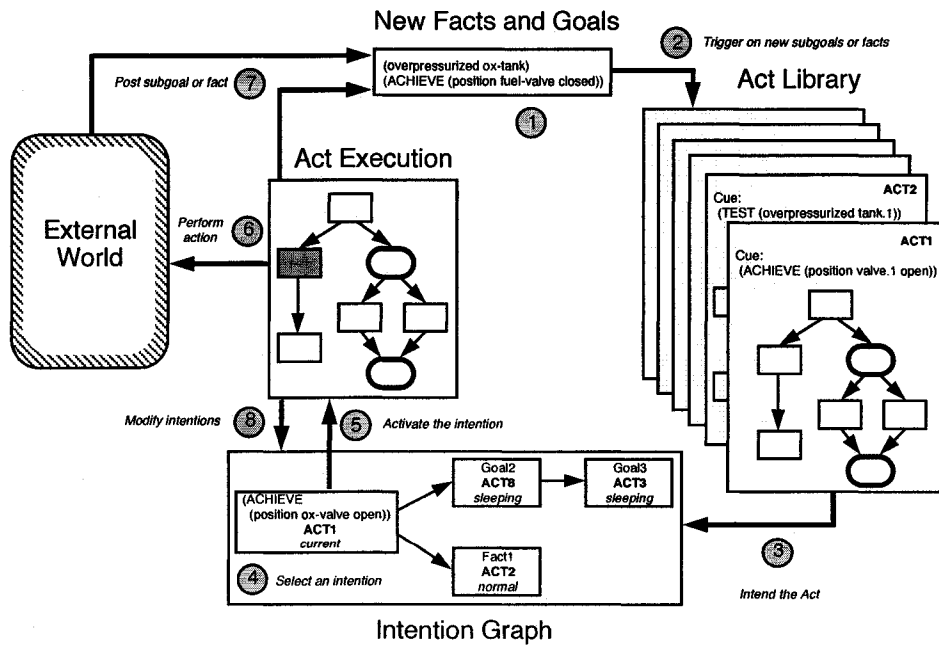 New Facts and Goals
2
Trigger on new subgoals or facts
Post subgoal or fact
7
(overpressurized ox-tank)
(ACHIEVE (position fuel-valve closed))
1
Act Library
Act Execution
ACT2
Cue:
(TEST (overpressurized tank.1))
ACT1
Cue:
(ACHIEVE (position valve.1 open))
External
World
Perform
action
6
Modify intentions
8
5
Activate the intention
(ACHIEVE
(position ox-valve open))
ACT1
current
Goal2
ACT8
sleeping
Goal3
ACT3
sleeping
Fact1
ACT2
normal
4
Select an intention
3
Intend the Act
Intention Graph